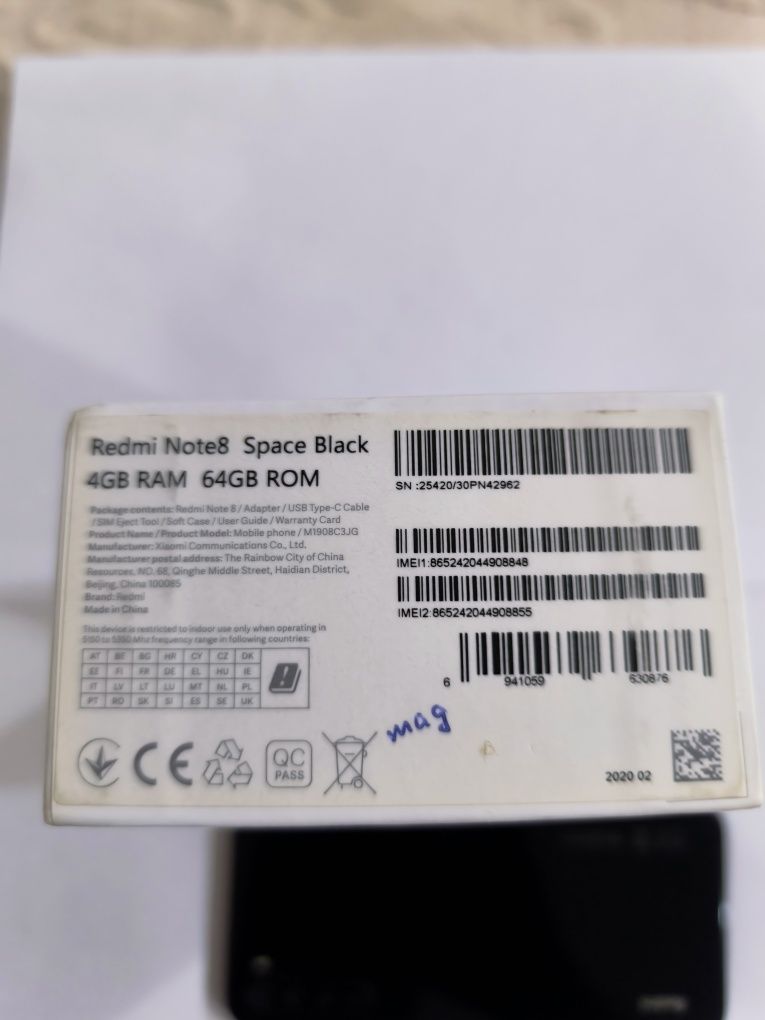 Redmi Note8 Space Black
4GB RAM 64GB ROM
Package contents: Redmi Note 8 / Adapter / USB Type-C Cable
/ SIM Eject Tool / Soft Case / User Guide / Warranty Card
Product Name / Product Model: Mobile phone / M1908C3JG
Manufacturer: Xiaomi Communications Co., Ltd.
Manufacturer postal address: The Rainbow City of China
Resources, NO. 68, Qinghe Middle Street, Haidian District,
Beijing, China 100085
Brand: Redmi
Made in China
This device is restricted to indoor use only when operating in
5150 to 5350 Mhz frequency range in following countries:
AT BE BG HR CY CZ DK
EE FI FR DE EL HU IE
IT LV LT LU MT NL PL
PT RO SK SI ES SE UK
CE
QC
PASS
mag
SN :25420/30PN42962
IMEI1:865242044908848
IMEI2:865242044908855
6 941059 630876
2020 02